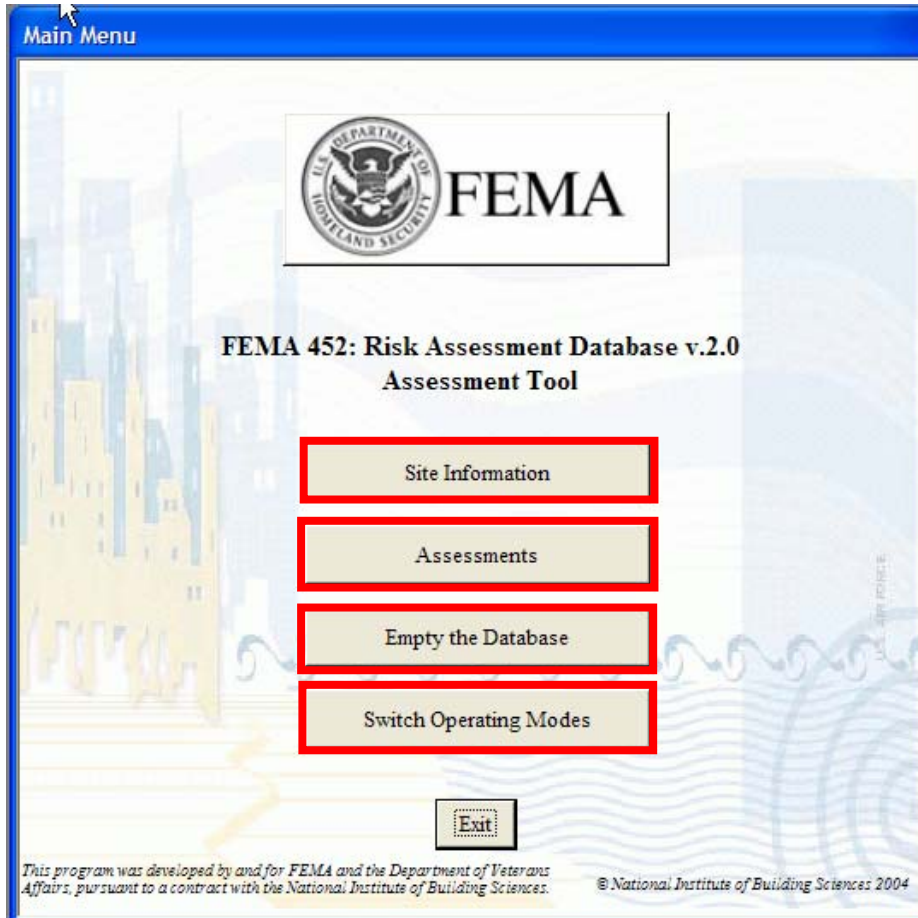 Main Menu
U.S. DEPARTMENT OF
HOMELAND SECURITY
FEMA
FEMA 452: Risk Assessment Database v.2.0
Assessment Tool
Site Information
Assessments
Empty the Database
Switch Operating Modes
U.S. AIR FORCE
Exit
This program was developed by and for FEMA and the Department of Veterans
Affairs, pursuant to a contract with the National Institute of Building Sciences.
© National Institute of Building Sciences 2004